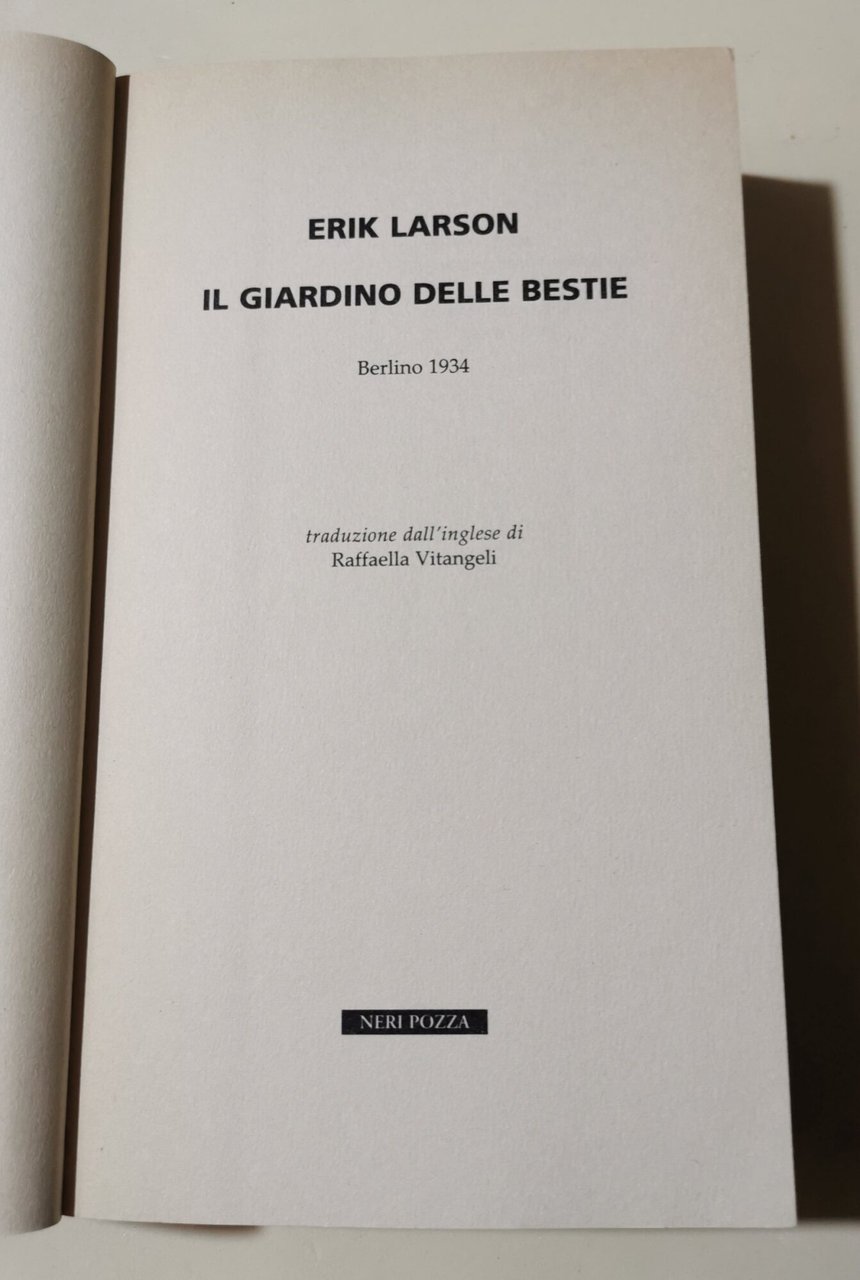 ERIK LARSON
IL GIARDINO DELLE BESTIE
Berlino 1934
traduzione dall'inglese di
Raffaella Vitangeli
NERI POZZA